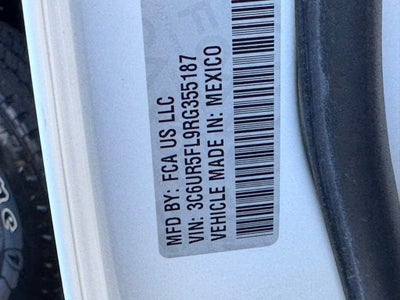 MFD BY: FCA US LLC
VIN: 3C6UR5FL9RG355187
VEHICLE MADE IN: MEXICO